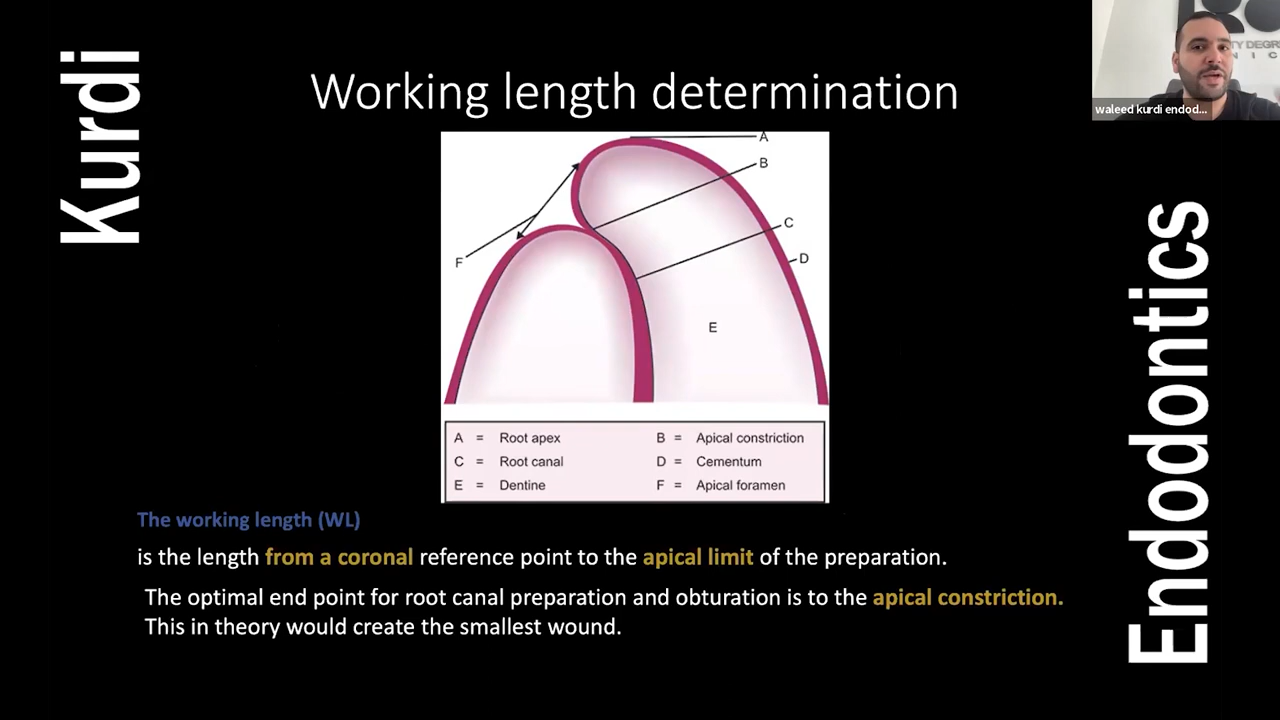 Kurdi
TY DEGR
N I C
waleed kurdi endod...
Working length determination
A
B
C
D
F
E
A = Root apex B = Apical constriction
C = Root canal D = Cementum
E = Dentine F = Apical foramen
The working length (WL)
is the length from a coronal reference point to the apical limit of the preparation.
The optimal end point for root canal preparation and obturation is to the apical constriction.
This in theory would create the smallest wound.
Endodontics